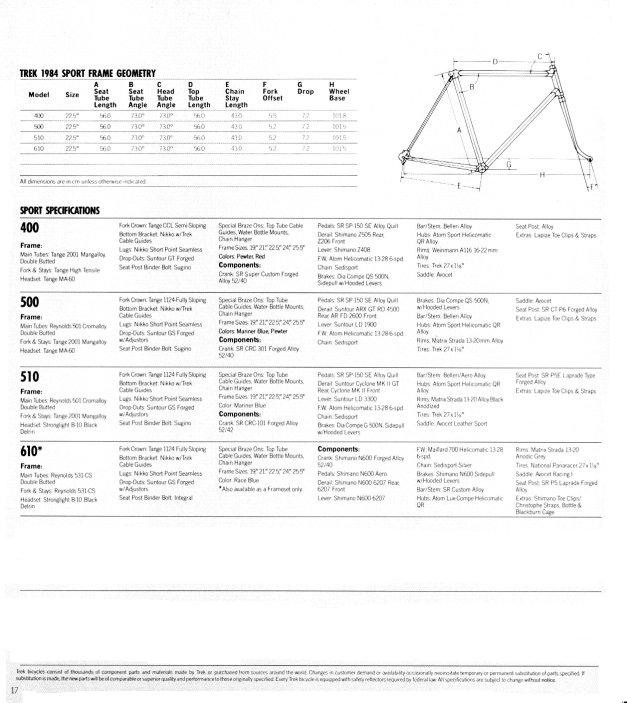 TREK 1984 SPORT FRAME GEOMETRY
Model Size A Seat Tube Length B Seat Tube Angle C Head Tube Angle D Top Tube Length E Chain Stay Length F Fork Offset G Drop H Wheel Base
400 22.5" 56.0 73.0° 73.0° 56.0 43.0 5.5 7.2 101.8
500 22.5" 56.0 73.0° 73.0° 56.0 43.0 5.2 7.2 101.5
510 22.5" 56.0 73.0° 73.0° 56.0 43.0 5.2 7.2 101.5
610 22.5" 56.0 73.0° 73.0° 56.0 43.0 5.2 7.2 101.5
All dimensions are in cm unless otherwise indicated.
D
C
B
A
G
H
E
F
SPORT SPECIFICATIONS
400
Frame:
Main Tubes: Tange 2001 Mangalloy
Double Butted
Fork & Stays: Tange High Tensile
Headset: Tange MA-60
Fork Crown: Tange CCL Semi-Sloping
Bottom Bracket: Nikko w/Trek
Cable Guides
Lugs: Nikko Short Point Seamless
Drop-Outs: Suntour GT Forged
Seat Post Binder Bolt: Sugino
Special Braze Ons: Top Tube Cable
Guides, Water Bottle Mounts,
Chain Hanger
Frame Sizes: 19" 21" 22.5" 24" 25.5"
Colors: Pewter, Red
Components:
Crank: SR Super Custom Forged
Alloy 52/40
Pedals: SR SP-150 SE Alloy Quill
Derail: Shimano Z505 Rear,
Z206 Front
Lever: Shimano Z408
F.W. Atom Helicomatic 13-28 6-spd.
Chain: Sedisport
Brakes: Dia Compe QS 500N,
Sidepull w/Hooded Levers
Bar/Stem: Belleri Alloy
Hubs: Atom Sport Helicomatic
QR Alloy
Rims: Weinmann A116 36-22 mm
Alloy
Tires: Trek 27 x 1⅛"
Saddle: Avocet
Seat Post: Alloy
Extras: Lapize Toe Clips & Straps
500
Frame:
Main Tubes: Reynolds 501 Cromalloy
Double Butted
Fork & Stays: Tange 2001 Mangalloy
Headset: Tange MA-60
Fork Crown: Tange 1124-Fully Sloping
Bottom Bracket: Nikko w/Trek
Cable Guides
Lugs: Nikko Short Point Seamless
Drop-Outs: Suntour GS Forged
w/Adjustors
Seat Post Binder Bolt: Sugino
Special Braze Ons: Top Tube
Cable Guides, Water Bottle Mounts,
Chain Hanger
Frame Sizes: 19" 21" 22.5" 24" 25.5"
Colors: Mariner Blue, Pewter
Components:
Crank: SR CRC 301 Forged Alloy
52/40
Pedals: SR SP-150 SE Alloy Quill
Derail: Suntour ARX GT RD 4500
Rear, AR FD 2600 Front
Lever: Suntour LD 1900
F.W. Atom Helicomatic 13-28 6-spd.
Chain: Sedisport
Brakes: Dia Compe QS 500N,
w/Hooded Levers
Bar/Stem: Belleri Alloy
Hubs: Atom Sport Helicomatic QR
Alloy
Rims: Matrix Strada 13-20mm Alloy
Tires: Trek 27 x 1⅛"
Saddle: Avocet
Seat Post: SR CT-P6 Forged Alloy
Extras: Lapize Toe Clips & Straps
510
Frame:
Main Tubes: Reynolds 501 Cromalloy
Double Butted
Fork & Stays: Tange 2001 Mangalloy
Headset: Stronglight B-10 Black
Delrin
Fork Crown: Tange 1124 Fully Sloping
Bottom Bracket: Nikko w/Trek
Cable Guides
Lugs: Nikko Short Point Seamless
Drop-Outs: Suntour GS Forged
w/Adjustors
Seat Post Binder Bolt: Sugino
Special Braze Ons: Top Tube
Cable Guides, Water Bottle Mounts,
Chain Hanger
Frame Sizes: 19" 21" 22.5" 24" 25.5"
Color: Mariner Blue
Components:
Crank: SR CRC-101 Forged Alloy
52/42
Pedals: SR SP-150 SE Alloy Quill
Derail: Suntour Cyclone MK II GT
Rear, Cyclone MK II Front
Lever: Suntour LD 3300
F.W. Atom Helicomatic 13-28 6-spd.
Chain: Sedisport
Brakes: Dia Compe G 500N, Sidepull
w/Hooded Levers
Bar/Stem: Belleri/Aero Alloy
Hubs: Atom Sport Helicomatic QR
Alloy
Rims: Matrix Strada 13-20 Alloy Black
Anodized
Tires: Trek 27 x 1⅛"
Saddle: Avocet Leather Sport
Seat Post: SR-P5E Laprade Type
Forged Alloy
Extras: Lapize Toe Clips & Straps
610*
Frame:
Main Tubes: Reynolds 531 CS
Double Butted
Fork & Stays: Reynolds 531 CS
Headset: Stronglight B-10 Black
Delrin
Fork Crown: Tange 1124 Fully Sloping
Bottom Bracket: Nikko w/Trek
Cable Guides
Lugs: Nikko Short Point Seamless
Drop-Outs: Suntour GS Forged
w/Adjustors
Seat Post Binder Bolt: Integral
Special Braze Ons: Top Tube
Cable Guides, Water Bottle Mounts,
Chain Hanger
Frame Sizes: 19" 21" 22.5" 24" 25.5"
Color: Race Blue
*Also available as a Frameset only.
Components:
Crank: Shimano N600 Forged Alloy
52/40
Pedals: Shimano N600 Aero
Derail: Shimano N600 6207 Rear,
6207 Front
Lever: Shimano N600 6207
F.W.: Maillard 700 Helicomatic 13-28
6-spd.
Chain: Sedisport Silver
Brakes: Shimano N600 Sidepull
w/Hooded Levers
Bar/Stem: SR Custom Alloy
Hubs: Atom Lux-Compe Helicomatic
QR
Rims: Matrix Strada 13-20
Anodic Grey
Tires: National Panaracer 27 x 1⅛"
Saddle: Avocet Racing I
Seat Post: SR P5 Laprade Forged
Alloy
Extras: Shimano Toe Clips/
Christophe Straps, Bottle &
Blackburn Cage
Trek bicycles consist of thousands of component parts and materials made by Trek or purchased from sources around the world. Changes in customer demand or availability occasionally necessitate temporary or permanent substitution of parts specified. If
substitution is made, the new parts will be of comparable or superior quality and performance to those originally specified. Every Trek bicycle is equipped with safety reflectors required by federal law. All specifications are subject to change without notice.
17